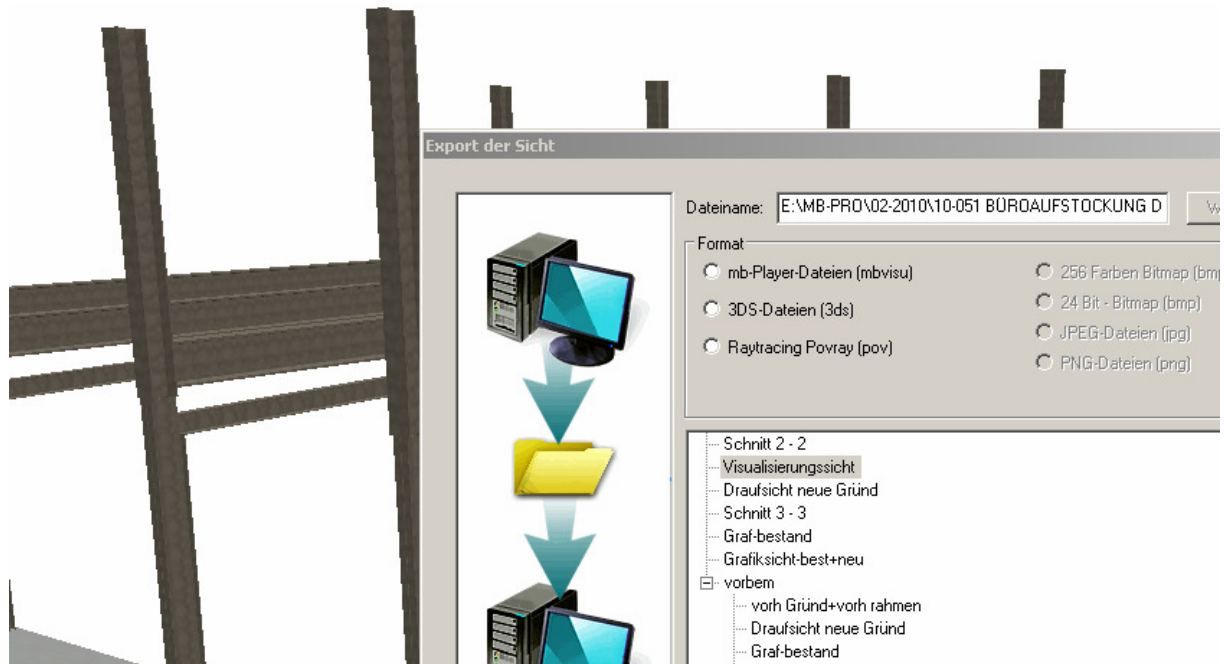 Export der Sicht
Dateiname: E:\MB-PRO\02-2010\10-051 BÜROAUFSTOCKUNG D
Format
mb-Player-Dateien (mbvisu)
256 Farben Bitmap (bmp
3DS-Dateien (3ds)
24 Bit - Bitmap (bmp)
Raytracing Povray (pov)
JPEG-Dateien (jpg)
PNG-Dateien (png)
Schnitt 2 - 2
Visualisierungssicht
Draufsicht neue Gründ
Schnitt 3 - 3
Graf-bestand
Grafiksicht-best+neu
vorbem
vorh Gründ+vorh rahmen
Draufsicht neue Gründ
Graf-bestand